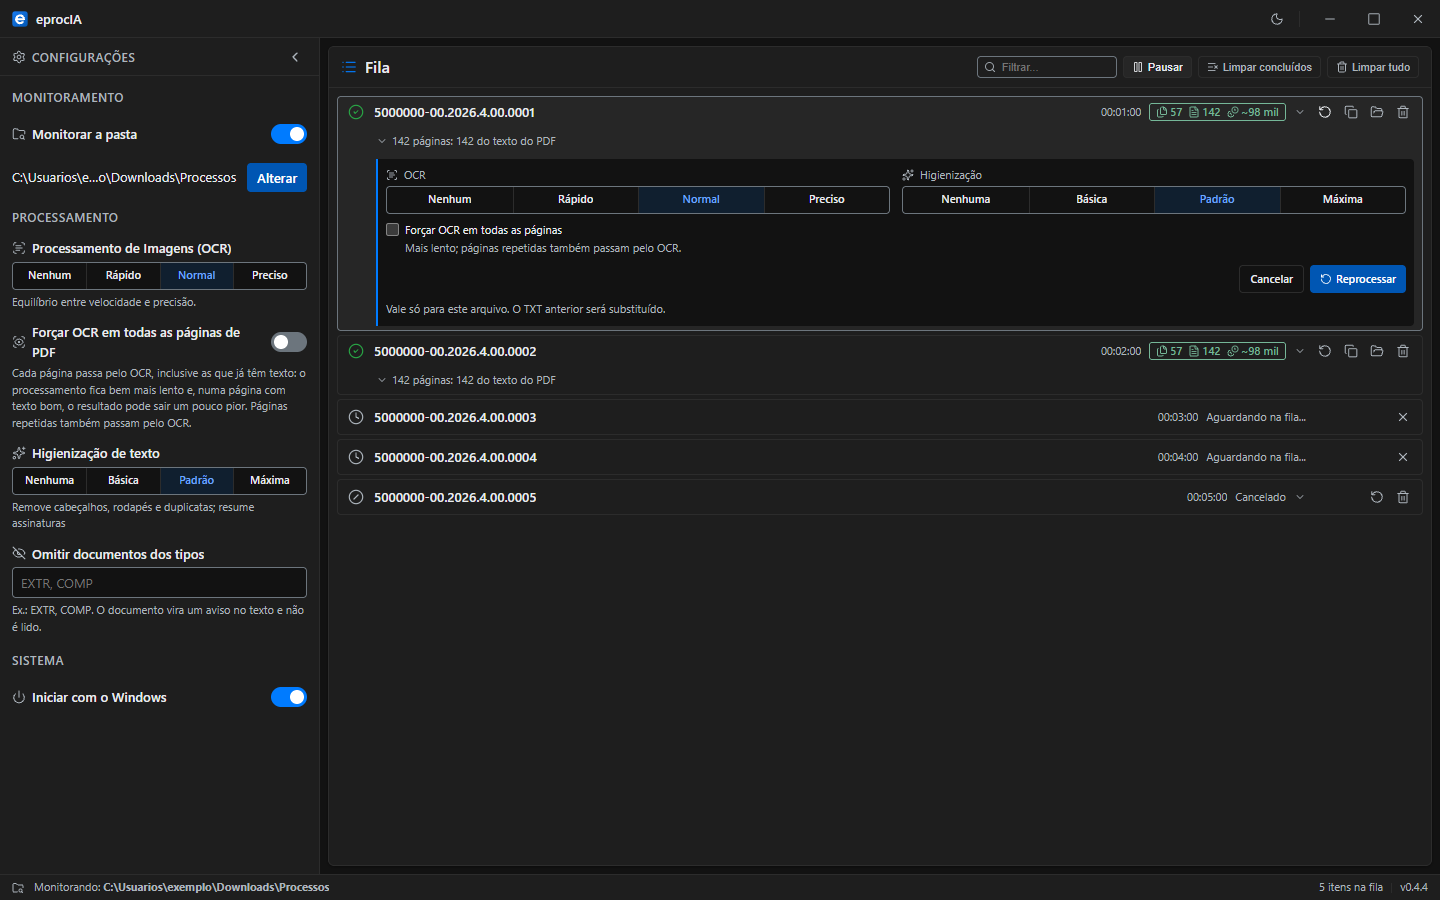 eprocIA
CONFIGURAÇÕES
MONITORAMENTO
Monitorar a pasta
C:\Usuarios\e...o\Downloads\Processos
Alterar
PROCESSAMENTO
Processamento de Imagens (OCR)
Nenhum Rápido Normal Preciso
Equilíbrio entre velocidade e precisão.
Forçar OCR em todas as páginas de
PDF
Cada página passa pelo OCR, inclusive as que já têm texto: o
processamento fica bem mais lento e, numa página com
texto bom, o resultado pode sair um pouco pior. Páginas
repetidas também passam pelo OCR.
Higienização de texto
Nenhuma Básica Padrão Máxima
Remove cabeçalhos, rodapés e duplicatas; resume
assinaturas
Omitir documentos dos tipos
EXTR, COMP
Ex.: EXTR, COMP. O documento vira um aviso no texto e não
é lido.
SISTEMA
Iniciar com o Windows
Fila
Filtrar...
Pausar
Limpar concluídos
Limpar tudo
5000000-00.2026.4.00.0001 00:01:00 57 142 ~98 mil
142 páginas: 142 do texto do PDF
OCR
Nenhum Rápido Normal Preciso
Higienização
Nenhuma Básica Padrão Máxima
Forçar OCR em todas as páginas
Mais lento; páginas repetidas também passam pelo OCR.
Cancelar Reprocessar
Vale só para este arquivo. O TXT anterior será substituído.
5000000-00.2026.4.00.0002 00:02:00 57 142 ~98 mil
142 páginas: 142 do texto do PDF
5000000-00.2026.4.00.0003 00:03:00 Aguardando na fila...
5000000-00.2026.4.00.0004 00:04:00 Aguardando na fila...
5000000-00.2026.4.00.0005 00:05:00 Cancelado
Monitorando: C:\Usuarios\exemplo\Downloads\Processos
5 itens na fila v0.4.4